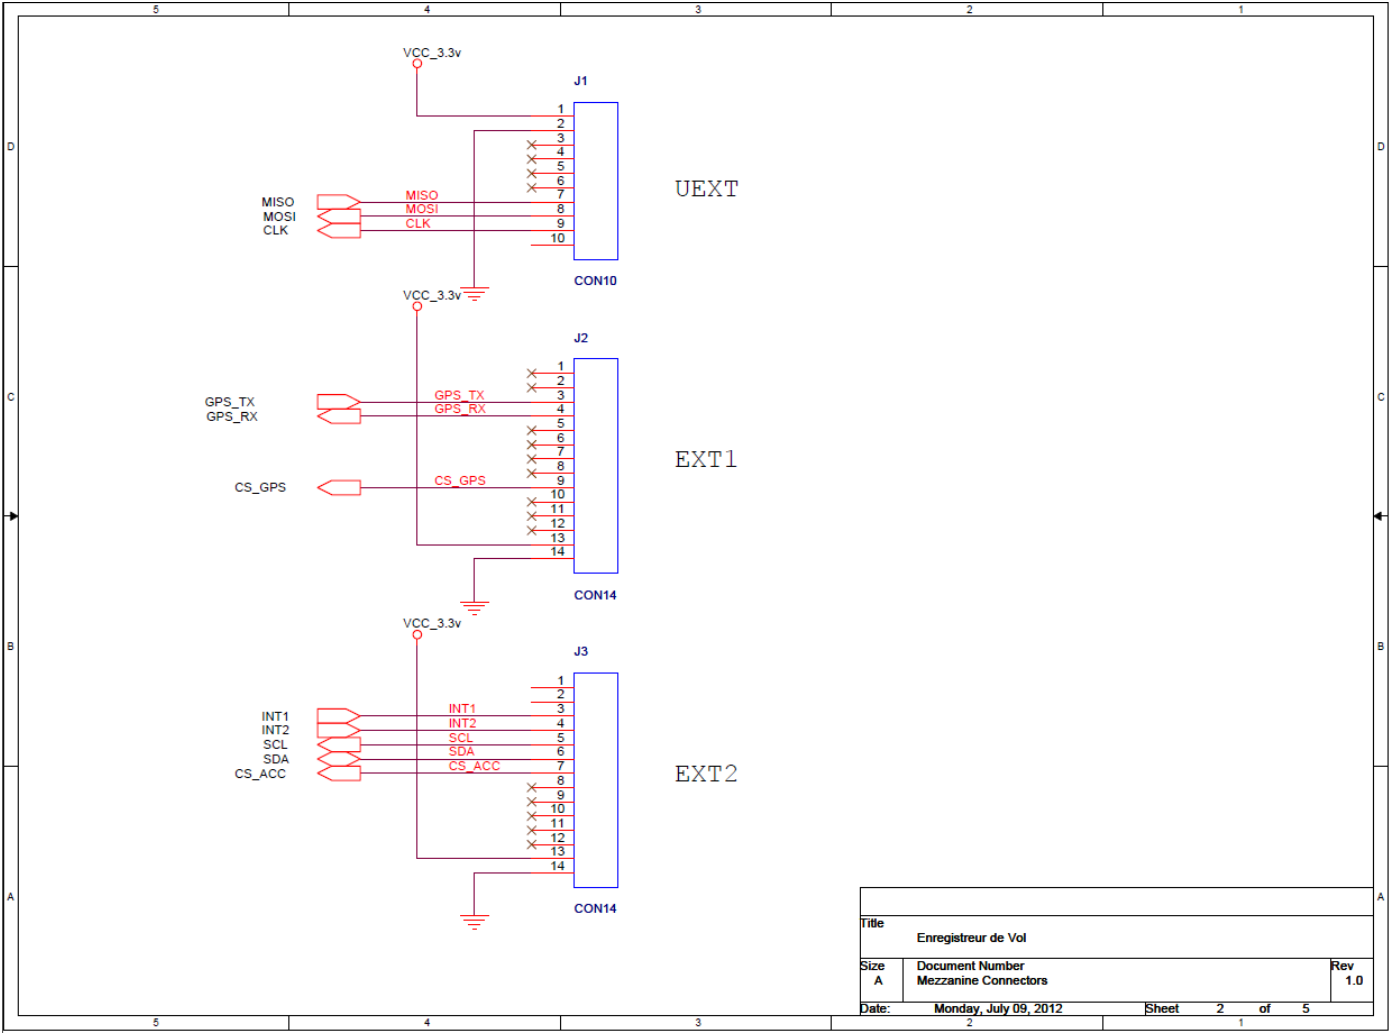 5 4 3 2 1
D
D
C
C
B
B
A
A
VCC_3.3v
J1
1
2
3
4
5
6
7
8
9
10
MISO MISO
MOSI MOSI
CLK CLK
UEXT
CON10
VCC_3.3v
J2
1
2
3
4
5
6
7
8
9
10
11
12
13
14
GPS_TX GPS_TX
GPS_RX GPS_RX
CS_GPS CS_GPS
EXT1
CON14
VCC_3.3v
J3
1
2
3
4
5
6
7
8
9
10
11
12
13
14
INT1 INT1
INT2 INT2
SCL SCL
SDA SDA
CS_ACC CS_ACC
EXT2
CON14
Title
Enregistreur de Vol
Size Document Number Rev
A Mezzanine Connectors 1.0
Date: Monday, July 09, 2012 Sheet 2 of 5
5 4 3 2 1